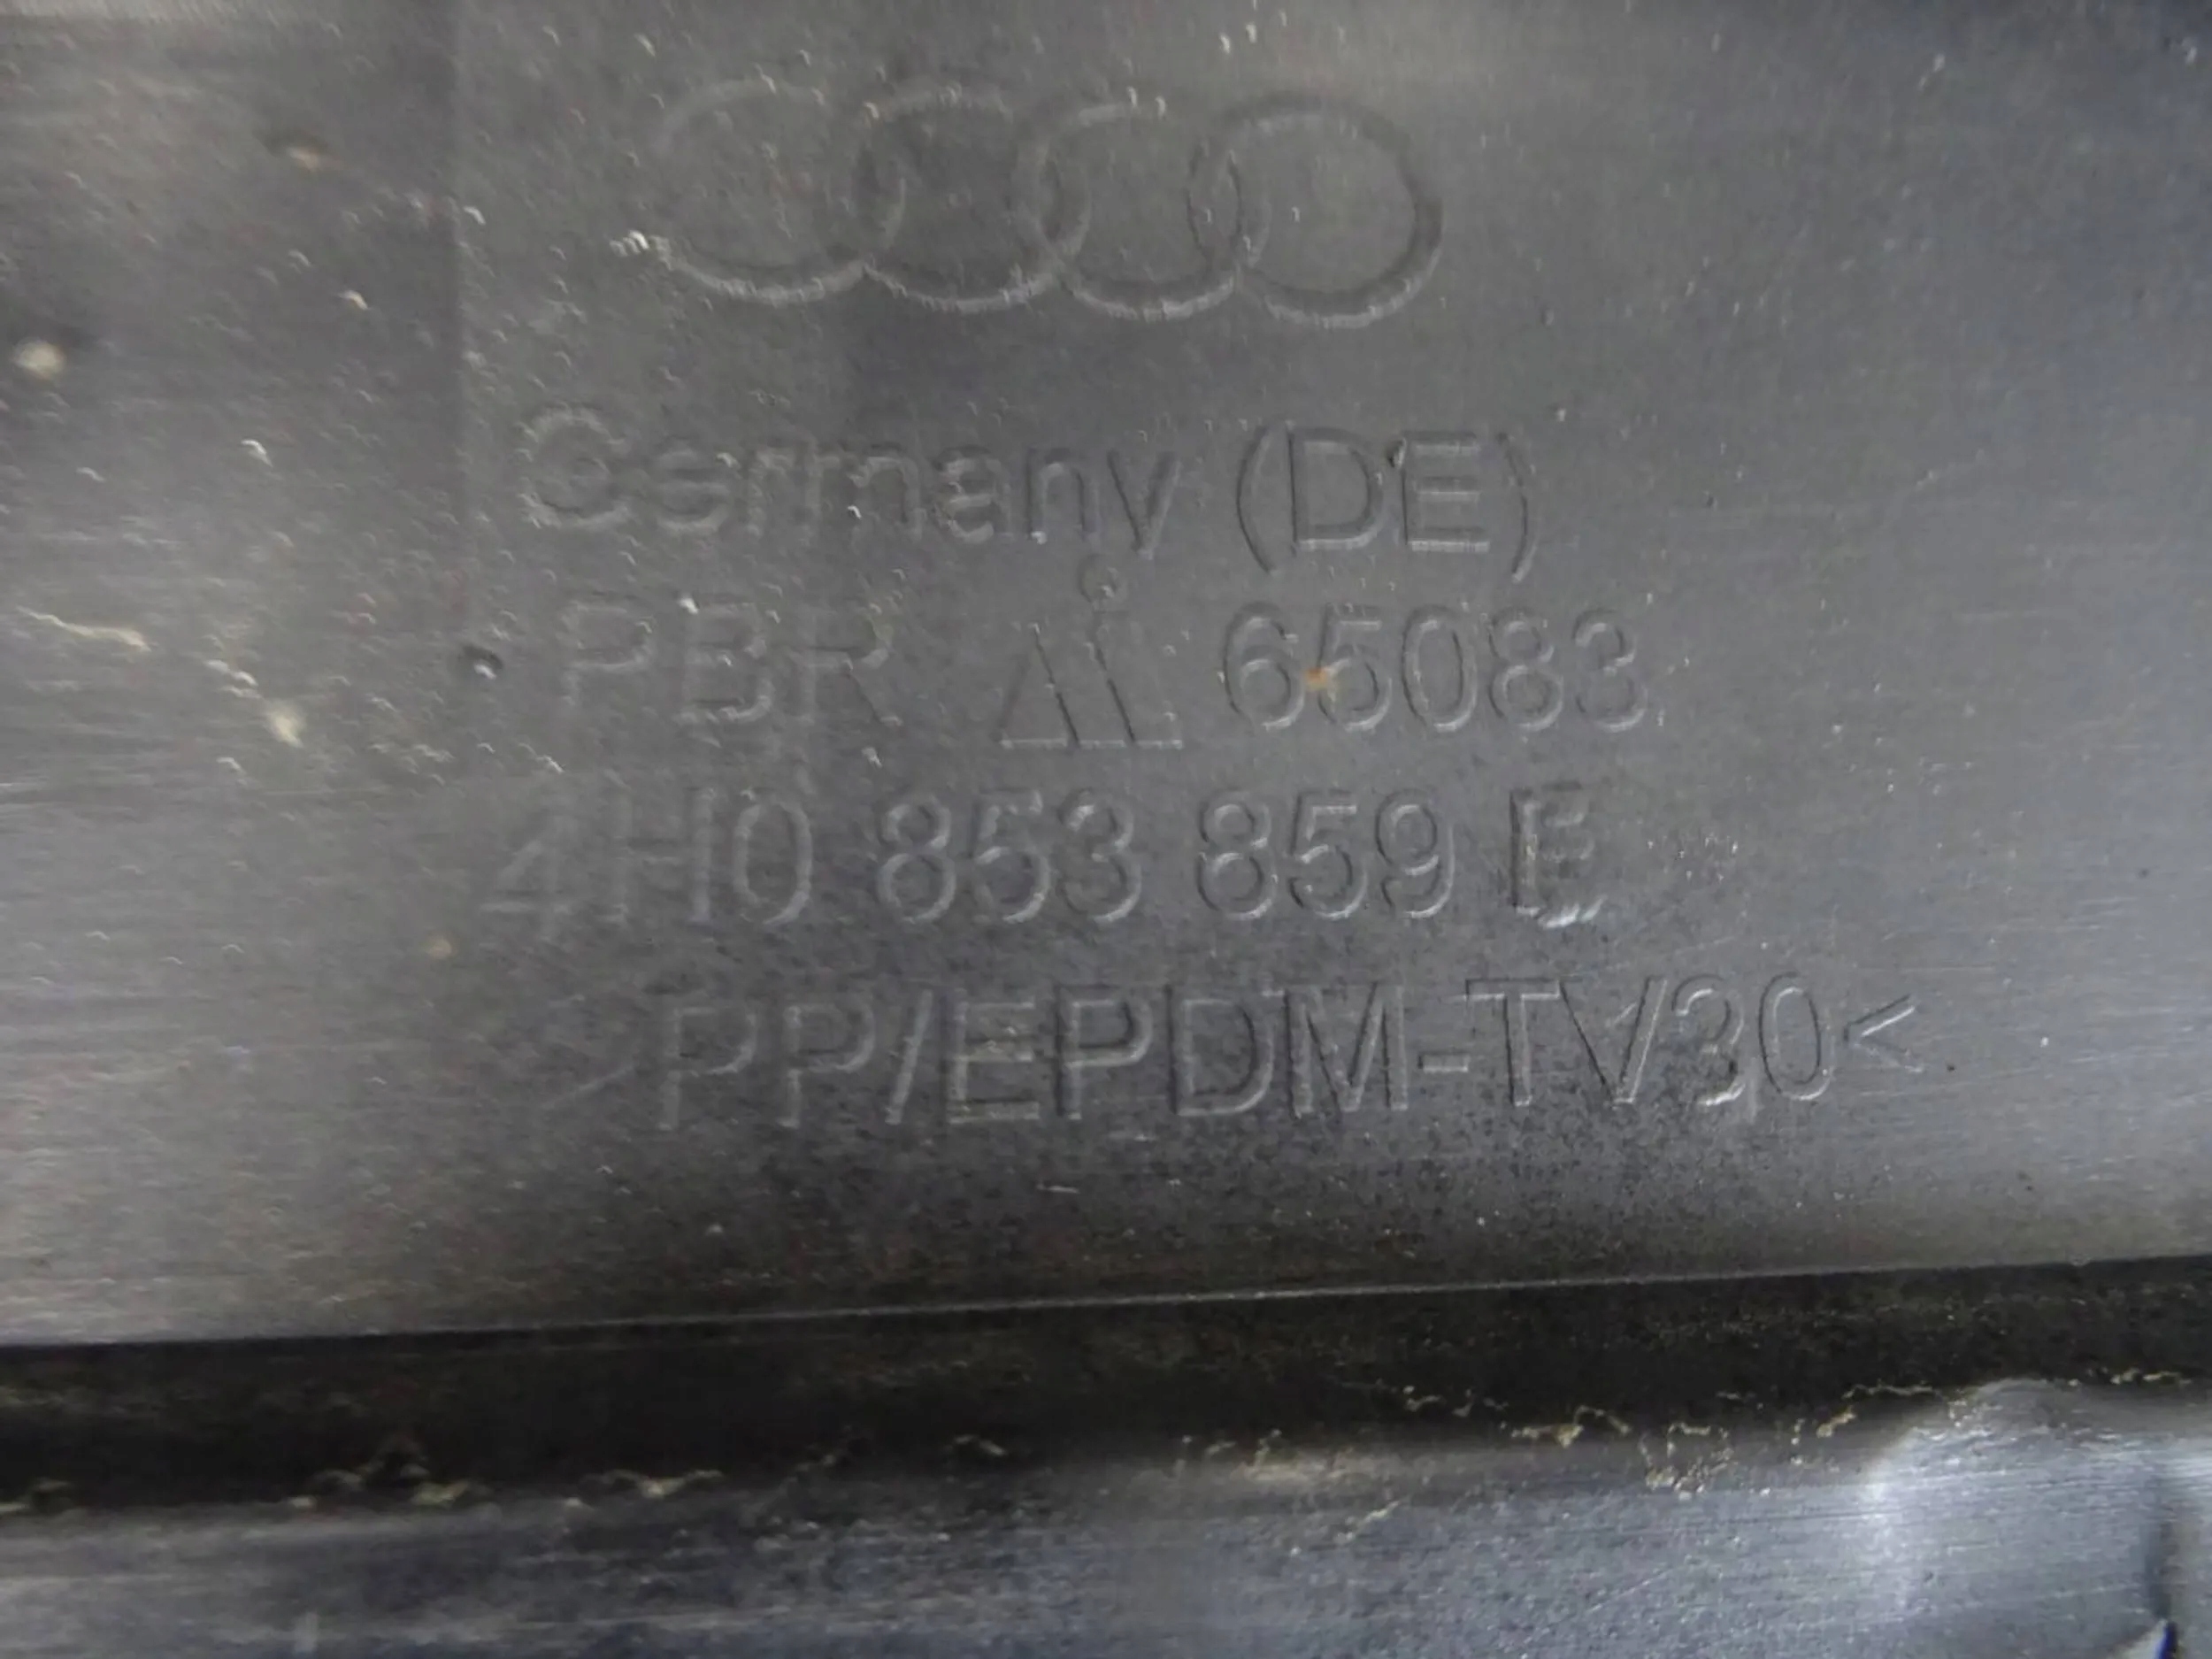 Germany (DE)
PBR 65083
4H0 853 859 E
>PP/EPDM-TV30<